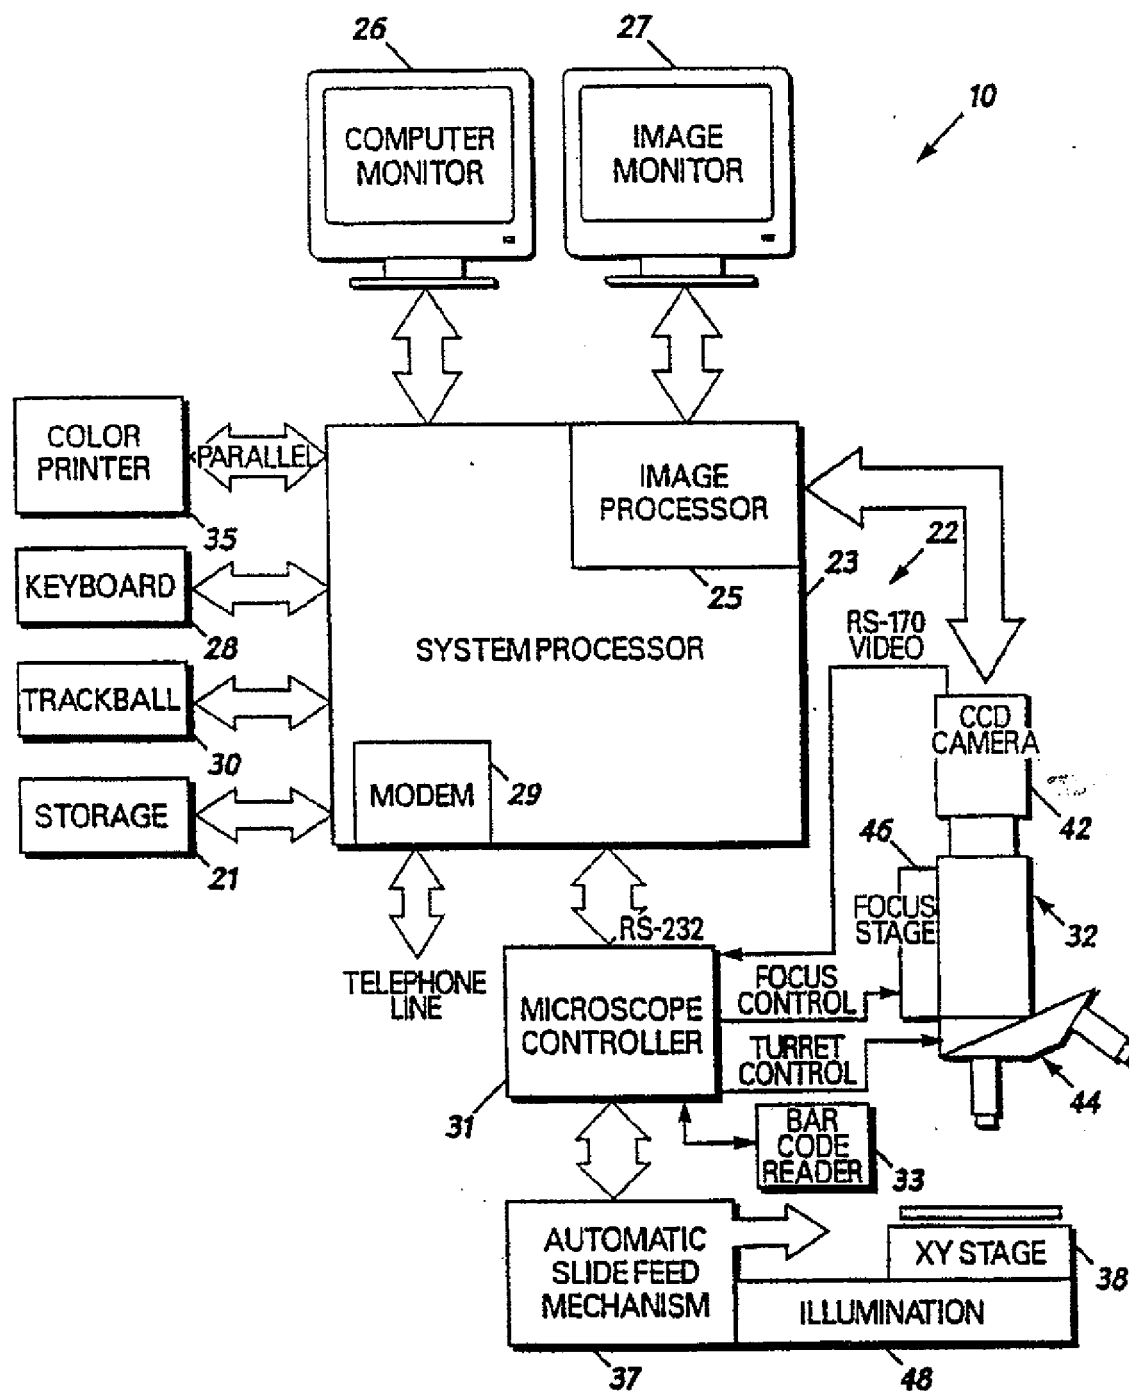 26
27
10
COMPUTER
MONITOR
IMAGE
MONITOR
COLOR
PRINTER
PARALLEL
35
IMAGE
PROCESSOR
25
23
22
KEYBOARD
28
SYSTEM PROCESSOR
RS-170
VIDEO
TRACKBALL
30
CCD
CAMERA
42
STORAGE
21
MODEM
29
46
FOCUS
STAGE
32
RS-232
TELEPHONE
LINE
MICROSCOPE
CONTROLLER
31
FOCUS
CONTROL
TURRET
CONTROL
44
BAR
CODE
READER
33
AUTOMATIC
SLIDE FEED
MECHANISM
37
XY STAGE
38
ILLUMINATION
48